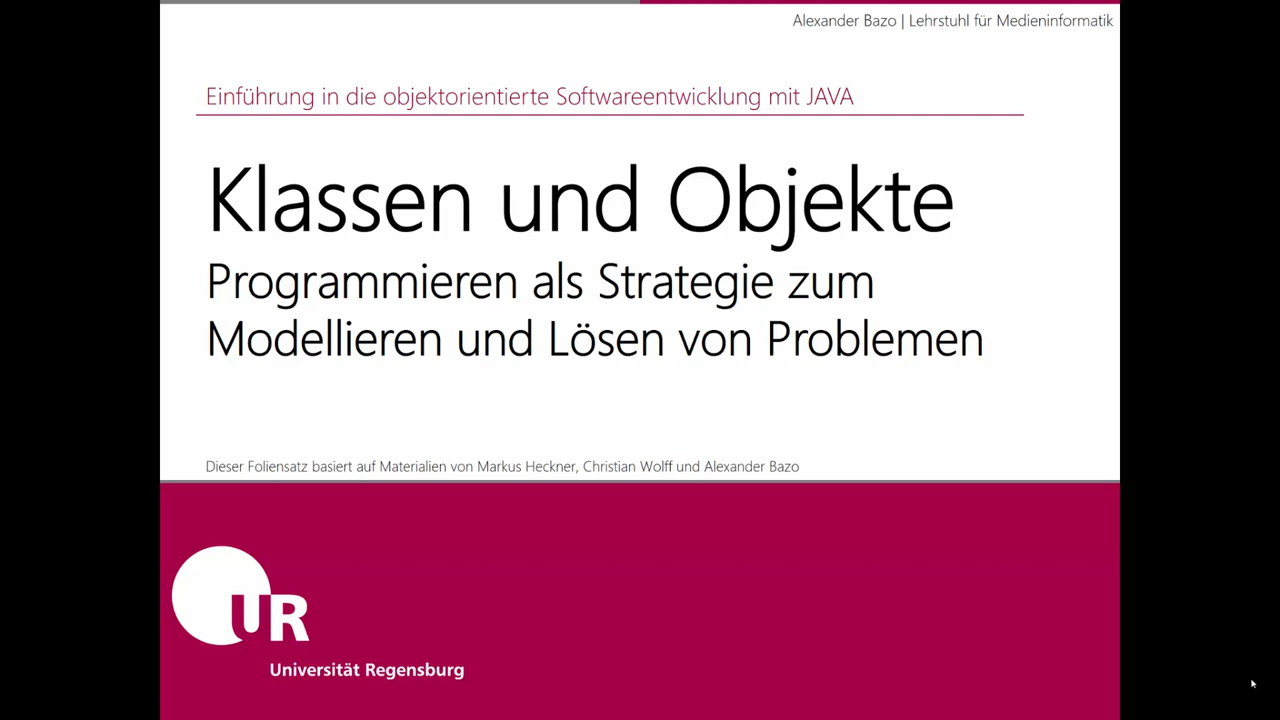 Alexander Bazo | Lehrstuhl für Medieninformatik
Einführung in die objektorientierte Softwareentwicklung mit JAVA
Klassen und Objekte
Programmieren als Strategie zum
Modellieren und Lösen von Problemen
Dieser Foliensatz basiert auf Materialien von Markus Heckner, Christian Wolff und Alexander Bazo
UR
Universität Regensburg